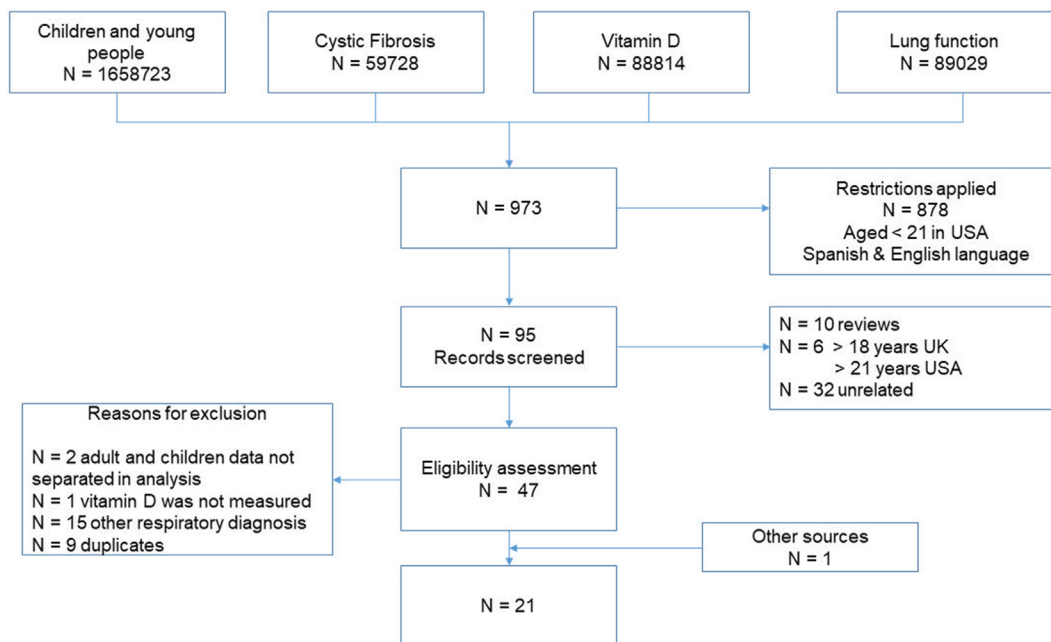 Children and young
people
N = 1658723
Cystic Fibrosis
N = 59728
Vitamin D
N = 88814
Lung function
N = 89029
N = 973
Restrictions applied
N = 878
Aged < 21 in USA
Spanish & English language
N = 95
Records screened
N = 10 reviews
N = 6 > 18 years UK
> 21 years USA
N = 32 unrelated
Reasons for exclusion
N = 2 adult and children data not
separated in analysis
N = 1 vitamin D was not measured
N = 15 other respiratory diagnosis
N = 9 duplicates
Eligibility assessment
N = 47
Other sources
N = 1
N = 21